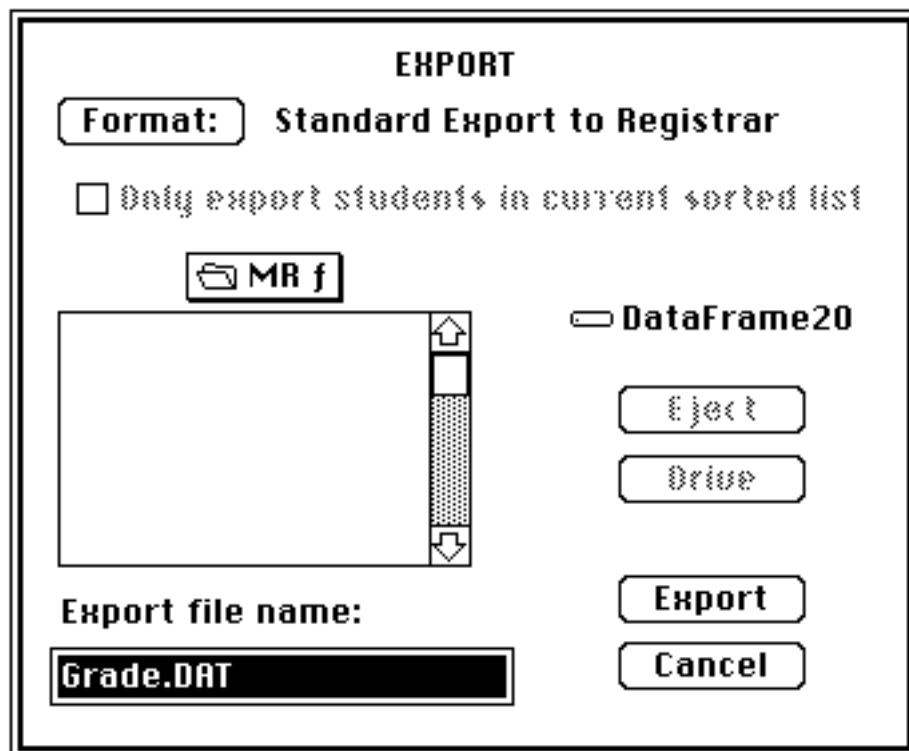 EXPORT
Format: Standard Export to Registrar
Only export students in current sorted list
MR ƒ
DataFrame20
Eject
Drive
Export file name:
Grade.DAT
Export
Cancel